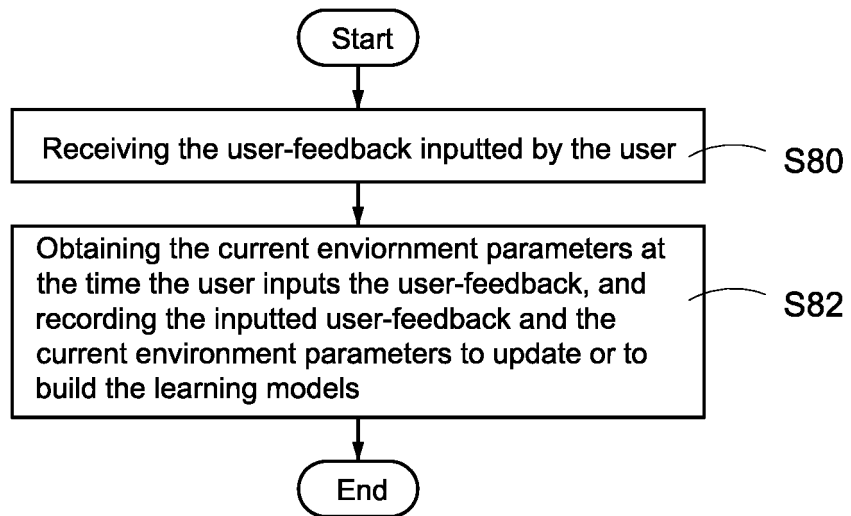 Start
Receiving the user-feedback inputted by the user
S80
Obtaining the current enviornment parameters at
the time the user inputs the user-feedback, and
recording the inputted user-feedback and the
current environment parameters to update or to
build the learning models
S82
End